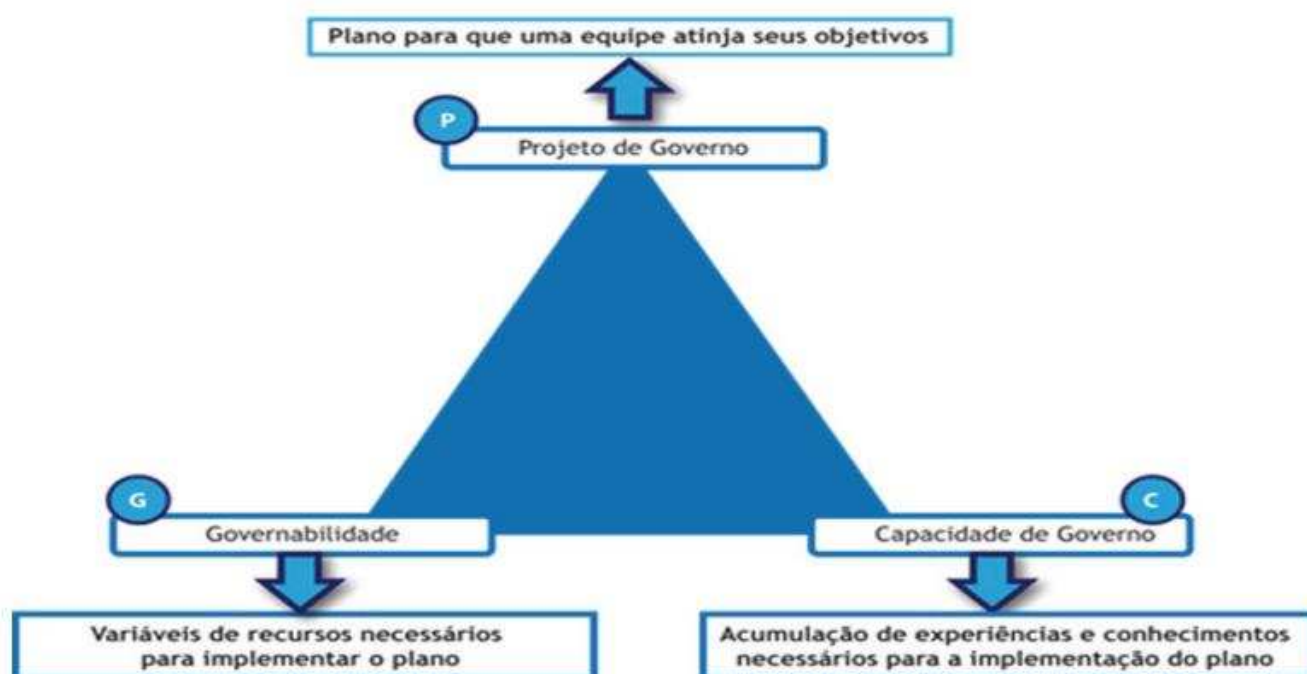 Plano para que uma equipe atinja seus objetivos
P
Projeto de Governo
G
Governabilidade
C
Capacidade de Governo
Variáveis de recursos necessários
para implementar o plano
Acumulação de experiências e conhecimentos
necessários para a implementação do plano